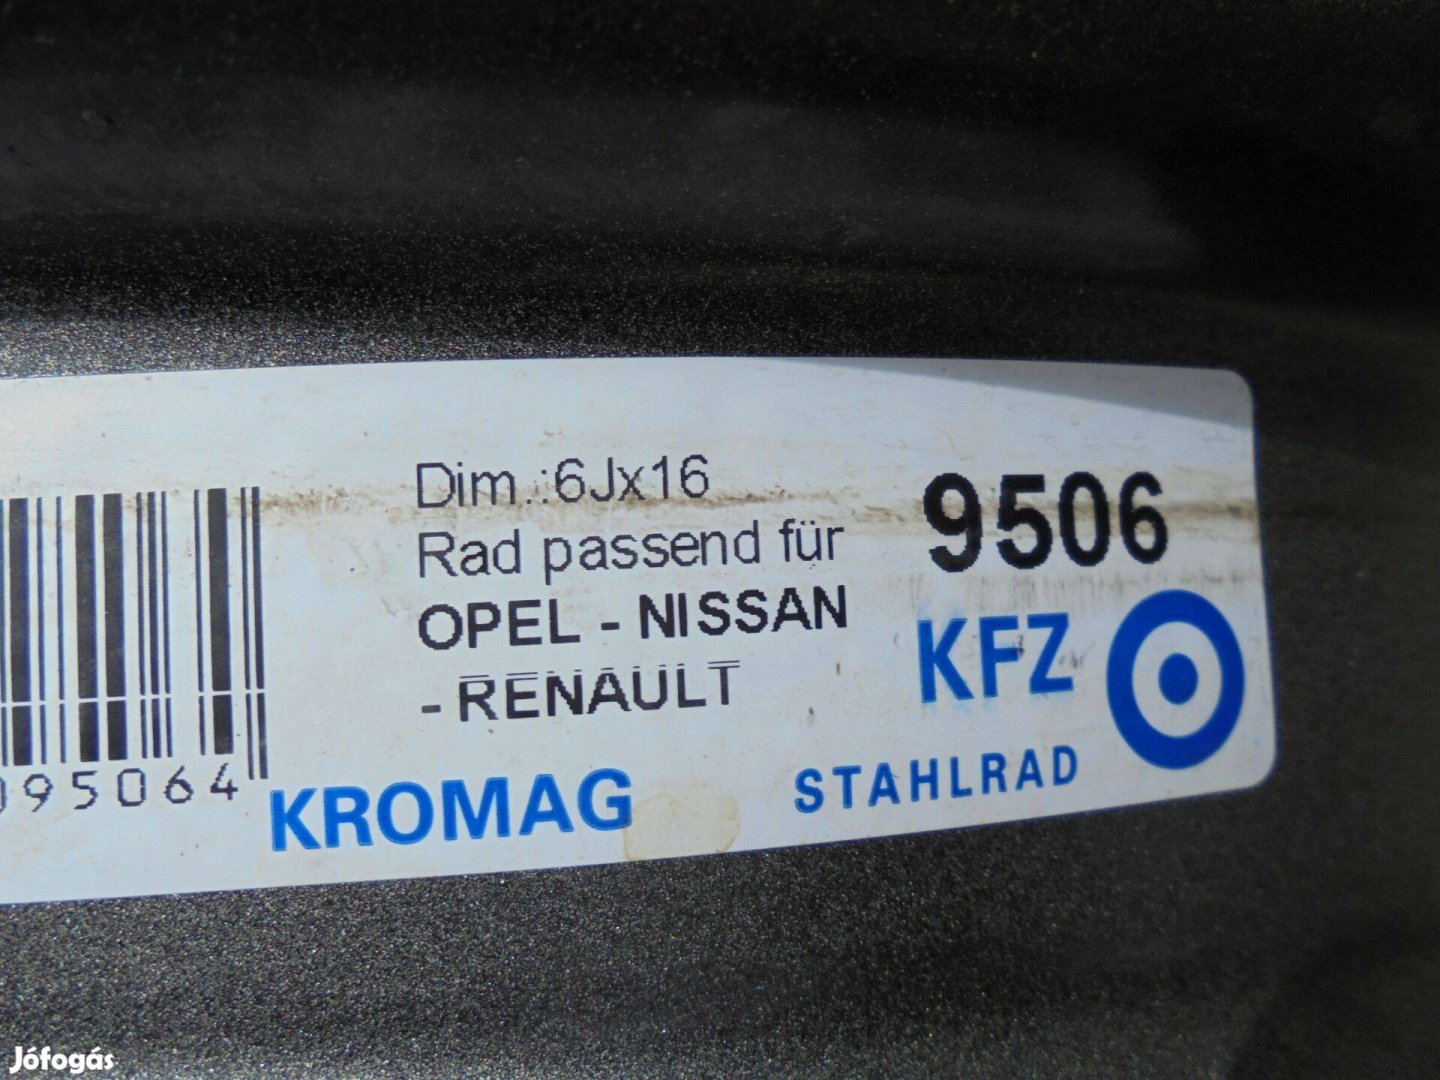 Dim.:6Jx16
Rad passend für
OPEL - NISSAN
- RENAULT
9506
KFZ
STAHLRAD
KROMAG
95064
Jófogás